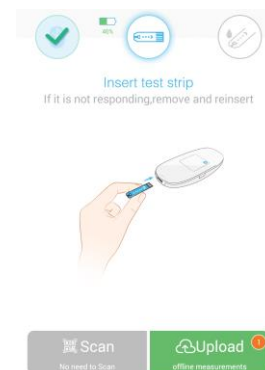 40%
Insert test strip
If it is not responding,remove and reinsert
Scan
No need to Scan
Upload
1
offline measurements